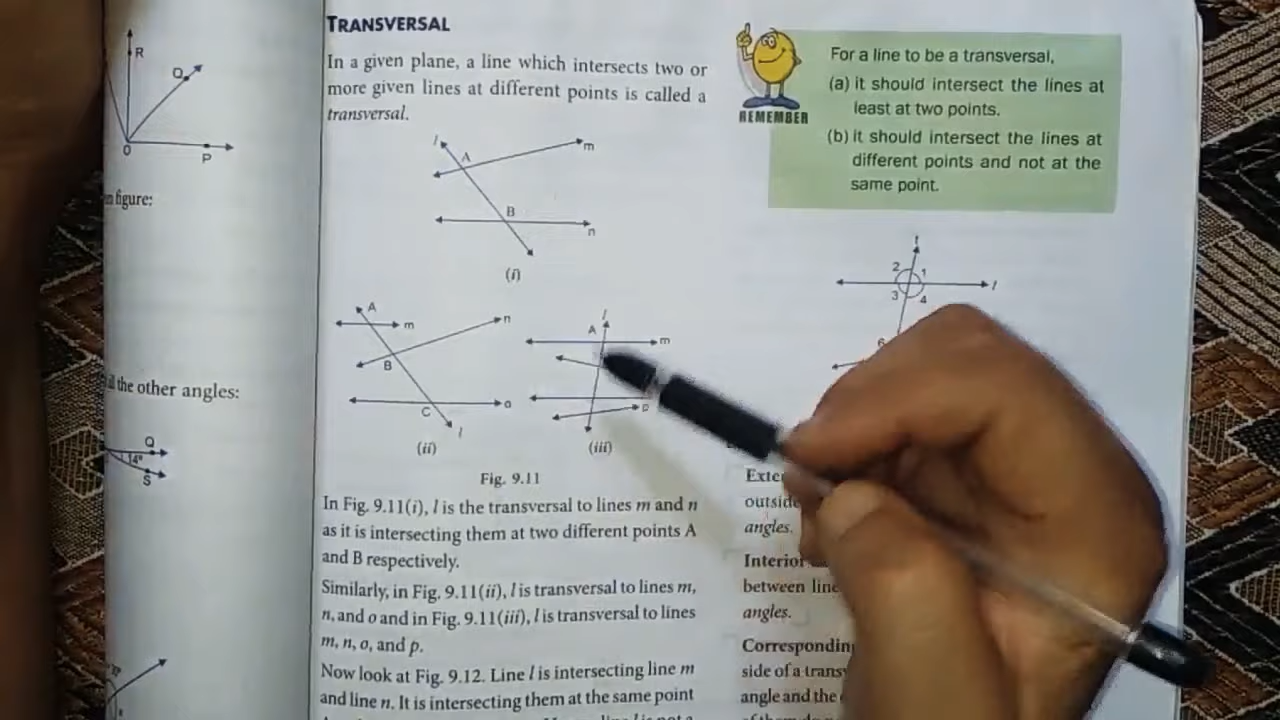 R
Q
O
P
figure:
the other angles:
Q
14°
S
TRANSVERSAL
In a given plane, a line which intersects two or
more given lines at different points is called a
transversal.
l
A
m
B
n
(i)
A
m
n
B
C
o
l
(ii)
l
A
m
p
(iii)
Fig. 9.11
In Fig. 9.11(i), l is the transversal to lines m and n
as it is intersecting them at two different points A
and B respectively.
Similarly, in Fig. 9.11(ii), l is transversal to lines m,
n, and o and in Fig. 9.11(iii), l is transversal to lines
m, n, o, and p.
Now look at Fig. 9.12. Line l is intersecting line m
and line n. It is intersecting them at the same point
REMEMBER
For a line to be a transversal,
(a) it should intersect the lines at
least at two points.
(b) it should intersect the lines at
different points and not at the
same point.
t
2 1
l
3 4
6
outside
angles.
Interior
between line
angles.
Corresponding
side of a
angle and the